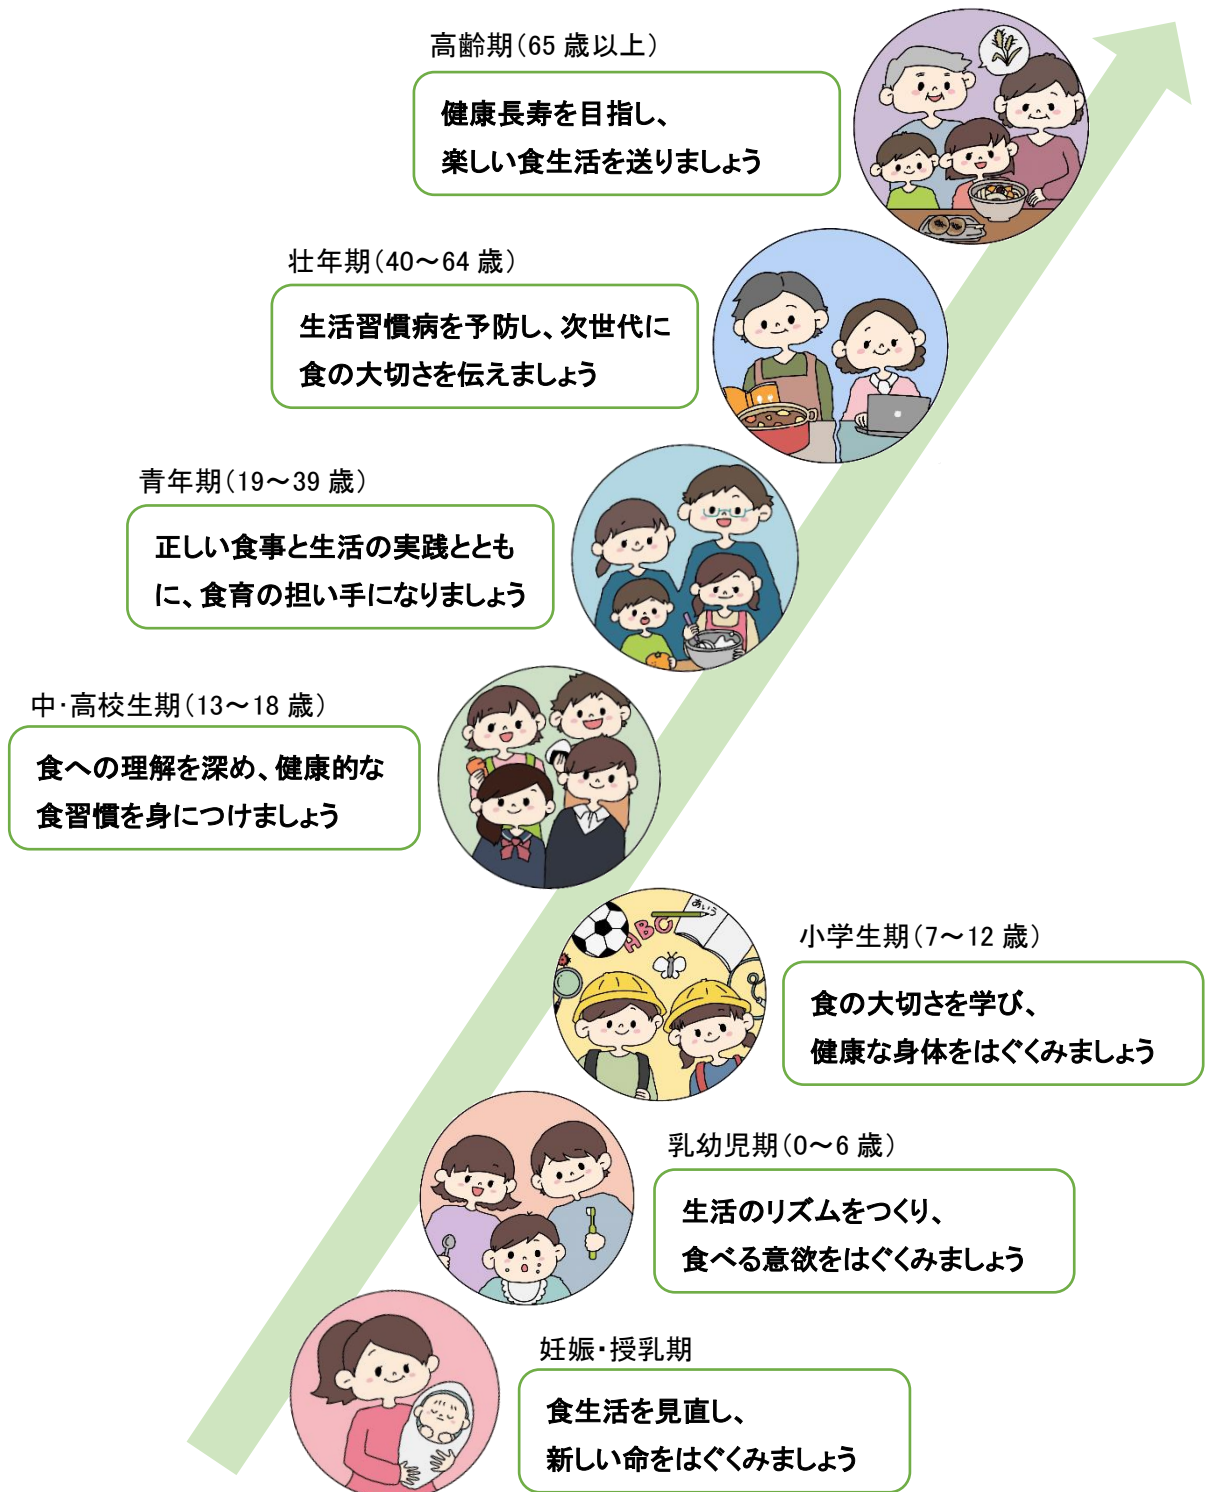 高齢期(65 歳以上)
健康長寿を目指し、
楽しい食生活を送りましょう
壮年期(40～64 歳)
生活習慣病を予防し、次世代に
食の大切さを伝えましょう
青年期(19～39 歳)
正しい食事と生活の実践ととも
に、食育の担い手になりましょう
中・高校生期(13～18 歳)
食への理解を深め、健康的な
食習慣を身につけましょう
あいう
ABC
小学生期(7～12 歳)
食の大切さを学び、
健康な身体をはぐくみましょう
乳幼児期(0～6 歳)
生活のリズムをつくり、
食べる意欲をはぐくみましょう
妊娠・授乳期
食生活を見直し、
新しい命をはぐくみましょう